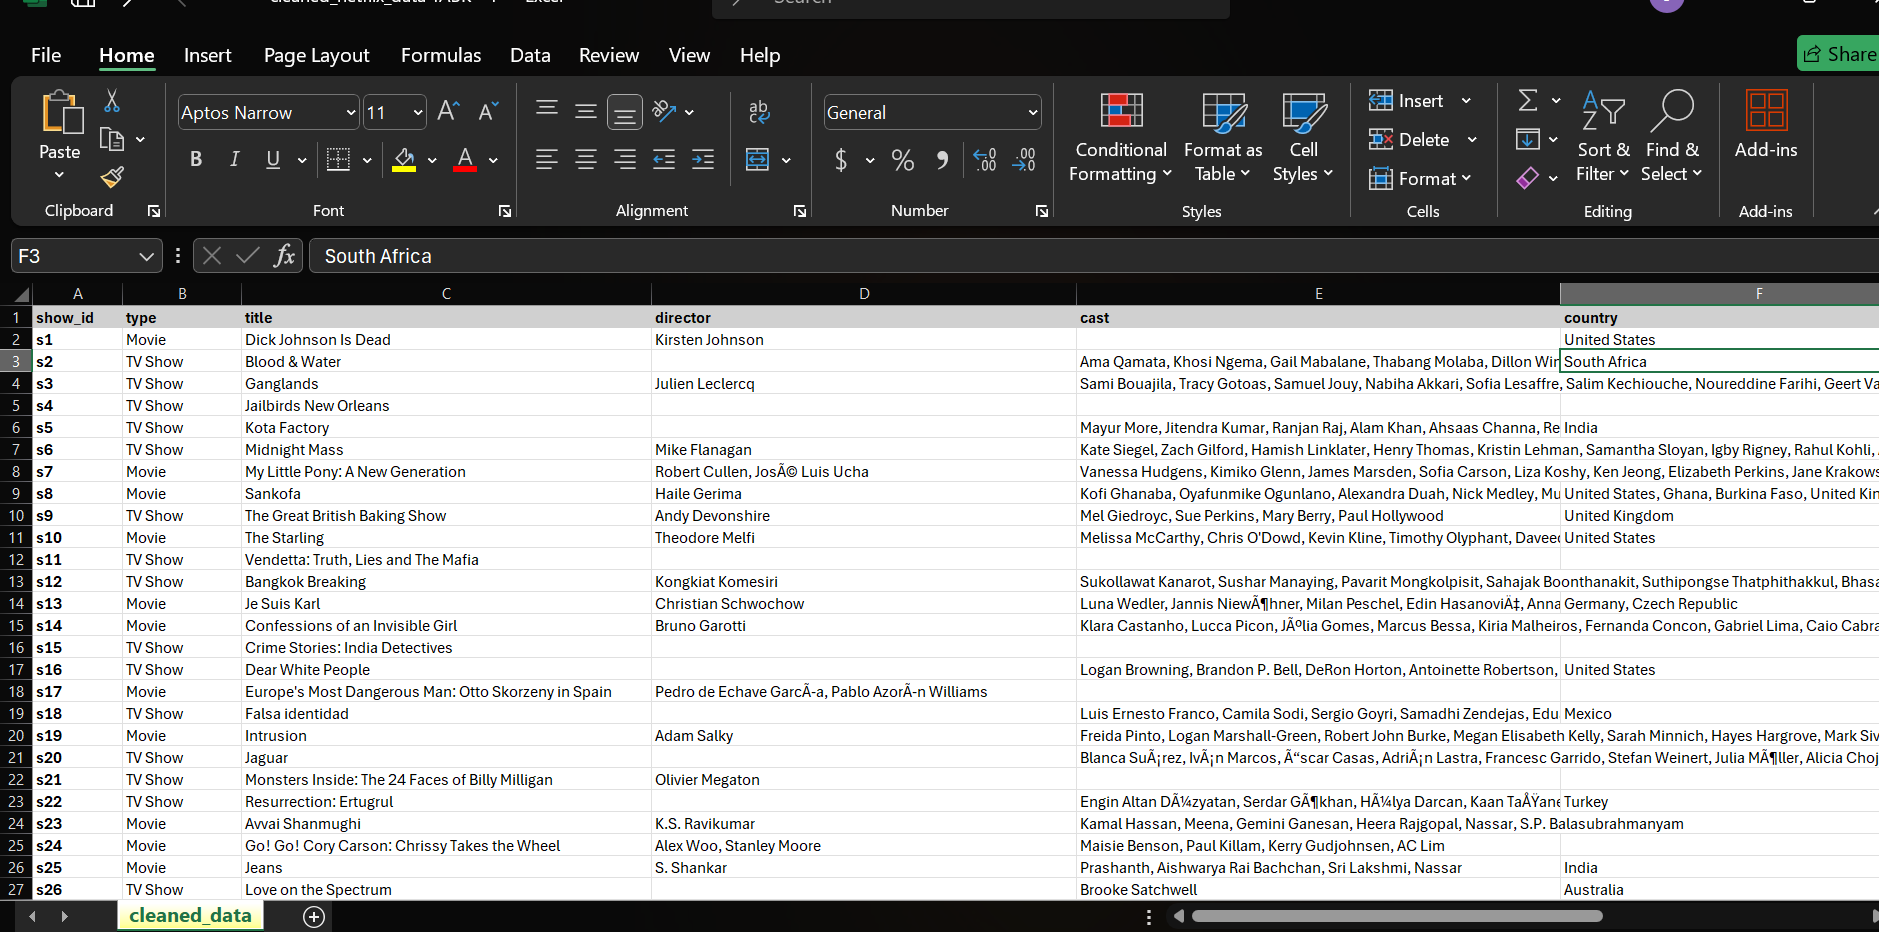 File Home Insert Page Layout Formulas Data Review View Help Share
Aptos Narrow 11 General Insert
Paste Conditional Format as Cell Delete Sort & Find & Add-ins
Formatting Table Styles Format Filter Select
Clipboard Font Alignment Number Styles Cells Editing Add-ins
F3 fx South Africa
A B C D E F
1 show_id type title director cast country
2 s1 Movie Dick Johnson Is Dead Kirsten Johnson United States
3 s2 TV Show Blood & Water Ama Qamata, Khosi Ngema, Gail Mabalane, Thabang Molaba, Dillon South Africa
4 s3 TV Show Ganglands Julien Leclercq Sami Bouajila, Tracy Gotoas, Samuel Jouy, Nabiha Akkari, Sofia Lesaffre, Salim Kechiouche, Noureddine Farihi, Geert
5 s4 TV Show Jailbirds New Orleans
6 s5 TV Show Kota Factory Mayur More, Jitendra Kumar, Ranjan Raj, Alam Khan, Ahsaas Channa, Re India
7 s6 TV Show Midnight Mass Mike Flanagan Kate Siegel, Zach Gilford, Hamish Linklater, Henry Thomas, Kristin Lehman, Samantha Sloyan, Igby Rigney, Rahul Kohli,
8 s7 Movie My Little Pony: A New Generation Robert Cullen, JosÃ© Luis Ucha Vanessa Hudgens, Kimiko Glenn, James Marsden, Sofia Carson, Liza Koshy, Ken Jeong, Elizabeth Perkins, Jane Krakows
9 s8 Movie Sankofa Haile Gerima Kofi Ghanaba, Oyafunmike Ogunlano, Alexandra Duah, Nick Medley, Mu United States, Ghana, Burkina Faso, United Kin
10 s9 TV Show The Great British Baking Show Andy Devonshire Mel Giedroyc, Sue Perkins, Mary Berry, Paul Hollywood United Kingdom
11 s10 Movie The Starling Theodore Melfi Melissa McCarthy, Chris O'Dowd, Kevin Kline, Timothy Olyphant, Daveed United States
12 s11 TV Show Vendetta: Truth, Lies and The Mafia
13 s12 TV Show Bangkok Breaking Kongkiat Komesiri Sukollawat Kanarot, Sushar Manaying, Pavarit Mongkolpisit, Sahajak Boonthanakit, Suthipongse Thatphithakkul, Bhasa
14 s13 Movie Je Suis Karl Christian Schwochow Luna Wedler, Jannis NiewÃ¶hner, Milan Peschel, Edin HasanoviÄ‡, Anna Germany, Czech Republic
15 s14 Movie Confessions of an Invisible Girl Bruno Garotti Klara Castanho, Lucca Picon, JÃºlia Gomes, Marcus Bessa, Kiria Malheiros, Fernanda Concon, Gabriel Lima, Caio Cabra
16 s15 TV Show Crime Stories: India Detectives
17 s16 TV Show Dear White People Logan Browning, Brandon P. Bell, DeRon Horton, Antoinette Robertson, United States
18 s17 Movie Europe's Most Dangerous Man: Otto Skorzeny in Spain Pedro de Echave GarcÃ-a, Pablo AzorÃ-n Williams
19 s18 TV Show Falsa identidad Luis Ernesto Franco, Camila Sodi, Sergio Goyri, Samadhi Zendejas, Edu Mexico
20 s19 Movie Intrusion Adam Salky Freida Pinto, Logan Marshall-Green, Robert John Burke, Megan Elisabeth Kelly, Sarah Minnich, Hayes Hargrove, Mark Siv
21 s20 TV Show Jaguar Blanca SuÃ¡rez, IvÃ¡n Marcos, Ã“scar Casas, AdriÃ¡n Lastra, Francesc Garrido, Stefan Weinert, Julia MÃ¶ller, Alicia Choj
22 s21 TV Show Monsters Inside: The 24 Faces of Billy Milligan Olivier Megaton
23 s22 TV Show Resurrection: Ertugrul Engin Altan DÃ¼zyatan, Serdar GÃ¶khan, HÃ¼lya Darcan, Kaan TaÅŸane Turkey
24 s23 Movie Avvai Shanmughi K.S. Ravikumar Kamal Hassan, Meena, Gemini Ganesan, Heera Rajgopal, Nassar, S.P. Balasubrahmanyam
25 s24 Movie Go! Go! Cory Carson: Chrissy Takes the Wheel Alex Woo, Stanley Moore Maisie Benson, Paul Killam, Kerry Gudjohnsen, AC Lim
26 s25 Movie Jeans S. Shankar Prashanth, Aishwarya Rai Bachchan, Sri Lakshmi, Nassar India
27 s26 TV Show Love on the Spectrum Brooke Satchwell Australia
cleaned_data